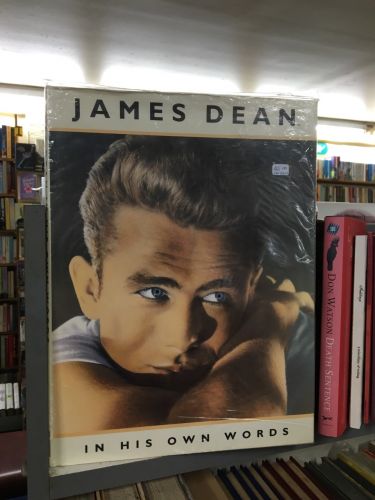 JAMES DEAN
IN HIS OWN WORDS
DON WATSON DEATH SENTENCE